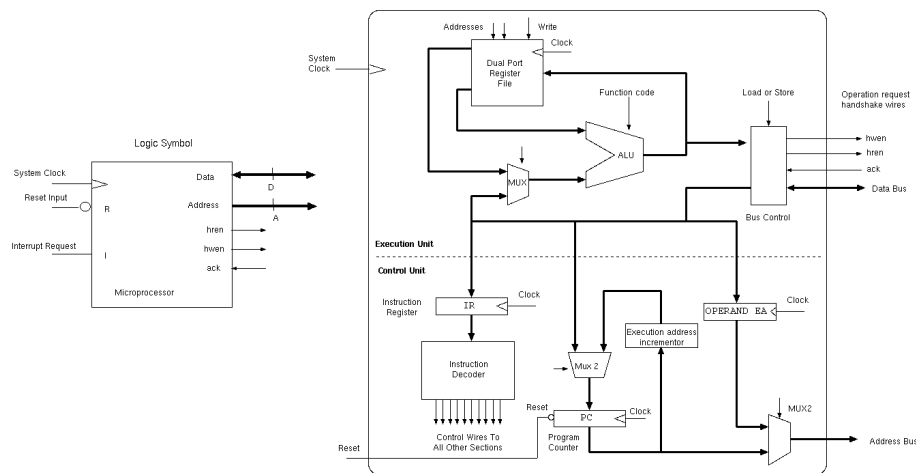 Logic Symbol
System Clock
Reset Input
R
Interrupt Request
I
Data
D
Address
A
hren
hwen
ack
Microprocessor
System
Clock
Addresses
Write
Clock
Dual Port
Register
File
Function code
ALU
MUX
Load or Store
Operation request
handshake wires
hwen
hren
ack
Data Bus
Bus Control
Execution Unit
Control Unit
Instruction
Register
IR
Clock
Instruction
Decoder
Control Wires To
All Other Sections
Mux 2
Execution address
incrementor
OPERAND EA
Clock
Reset
PC
Clock
Program
Counter
Reset
MUX2
Address Bus